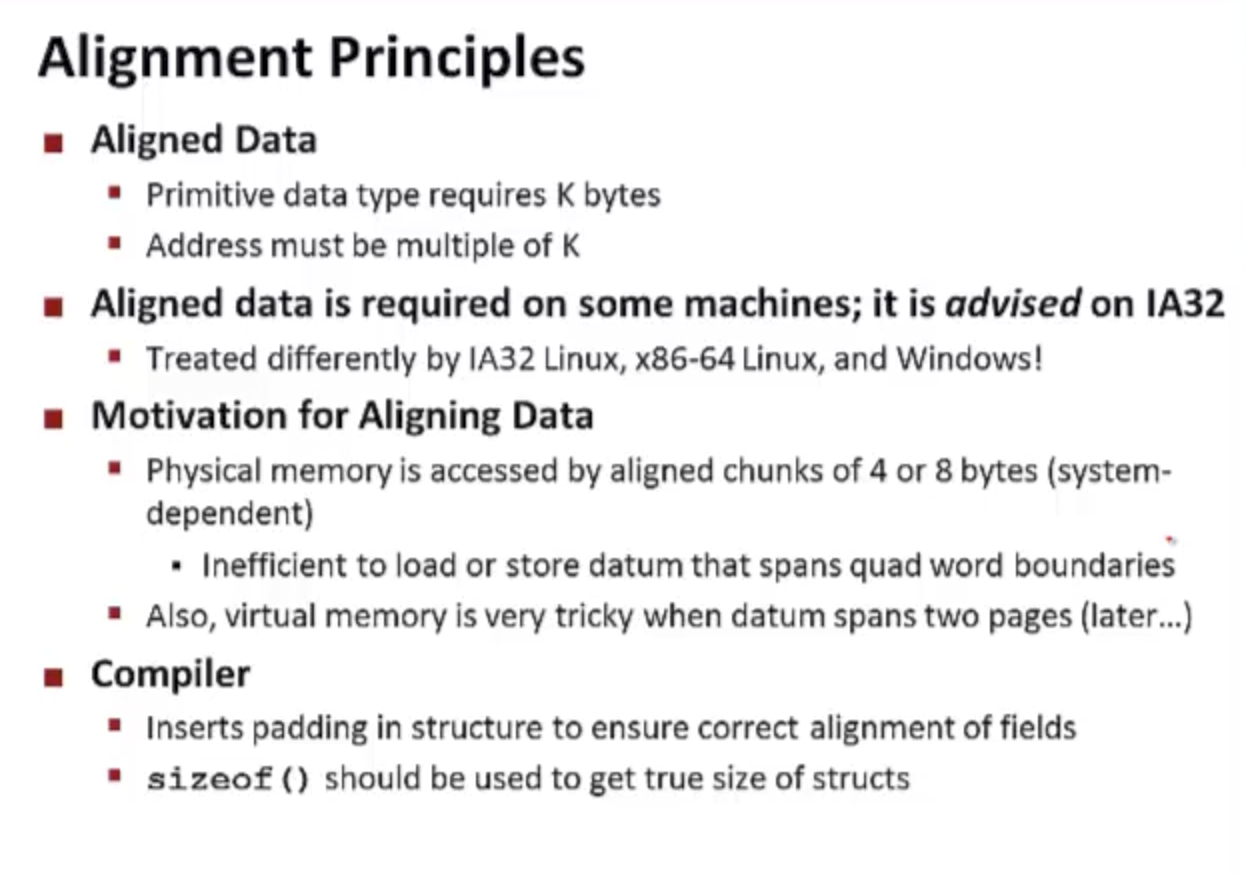 Alignment Principles
Aligned Data
Primitive data type requires K bytes
Address must be multiple of K
Aligned data is required on some machines; it is advised on IA32
Treated differently by IA32 Linux, x86-64 Linux, and Windows!
Motivation for Aligning Data
Physical memory is accessed by aligned chunks of 4 or 8 bytes (system-
dependent)
Inefficient to load or store datum that spans quad word boundaries
Also, virtual memory is very tricky when datum spans two pages (later...)
Compiler
Inserts padding in structure to ensure correct alignment of fields
sizeof() should be used to get true size of structs